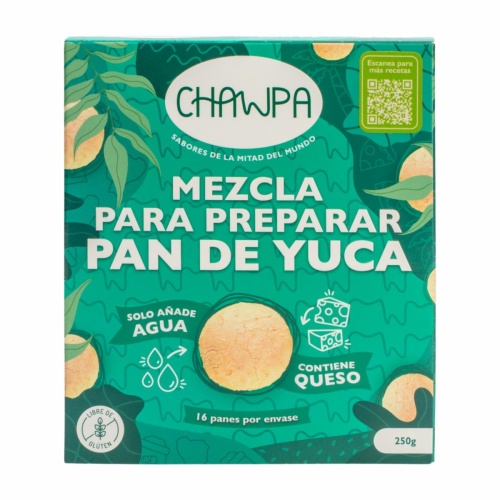 CHAWPA
SABORES DE LA MITAD DEL MUNDO
Escanea para
más recetas
MEZCLA
PARA PREPARAR
PAN DE YUCA
SOLO AÑADE
AGUA
CONTIENE
QUESO
16 panes por envase
LIBRE DE
GLUTEN
250g